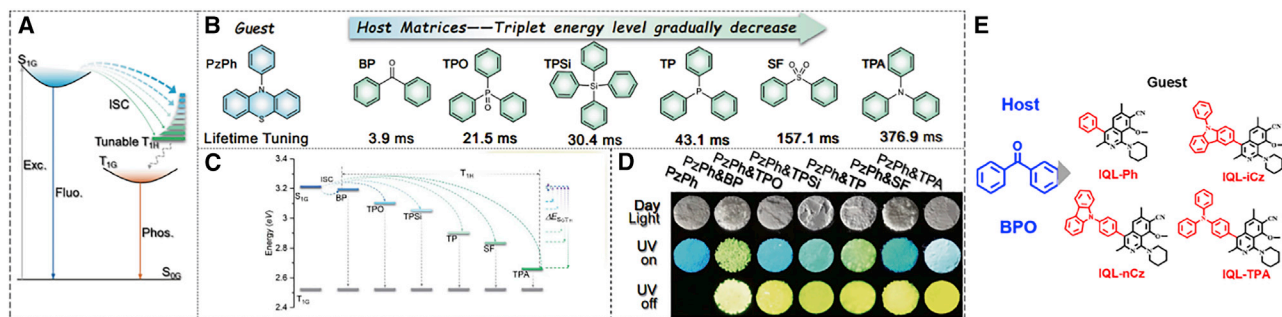 A
S1G
ISC
Tunable T1H
T1G
Exc.
Fluo.
Phos.
S0G
B
Guest
Host Matrices——Triplet energy level gradually decrease
PzPh
BP
TPO
TPSi
TP
SF
TPA
N
S
O
P
O
Si
P
O O
S
N
Lifetime Tuning
3.9 ms
21.5 ms
30.4 ms
43.1 ms
157.1 ms
376.9 ms
C
Energy (eV)
3.4
3.2
3.0
2.8
2.6
2.4
ISC
T1H
S1G
BP
TPO
TPSi
TP
SF
TPA
T1G
D
PzPh
PzPh&BP
PzPh&TPO
PzPh&TPSi
PzPh&TP
PzPh&SF
PzPh&TPA
Day
Light
UV
on
UV
off
E
Host
Guest
O
BPO
CN
O
N
N
IQL-Ph
N
CN
O
N
N
IQL-iCz
N
CN
O
N
N
IQL-nCz
N
CN
O
N
N
IQL-TPA